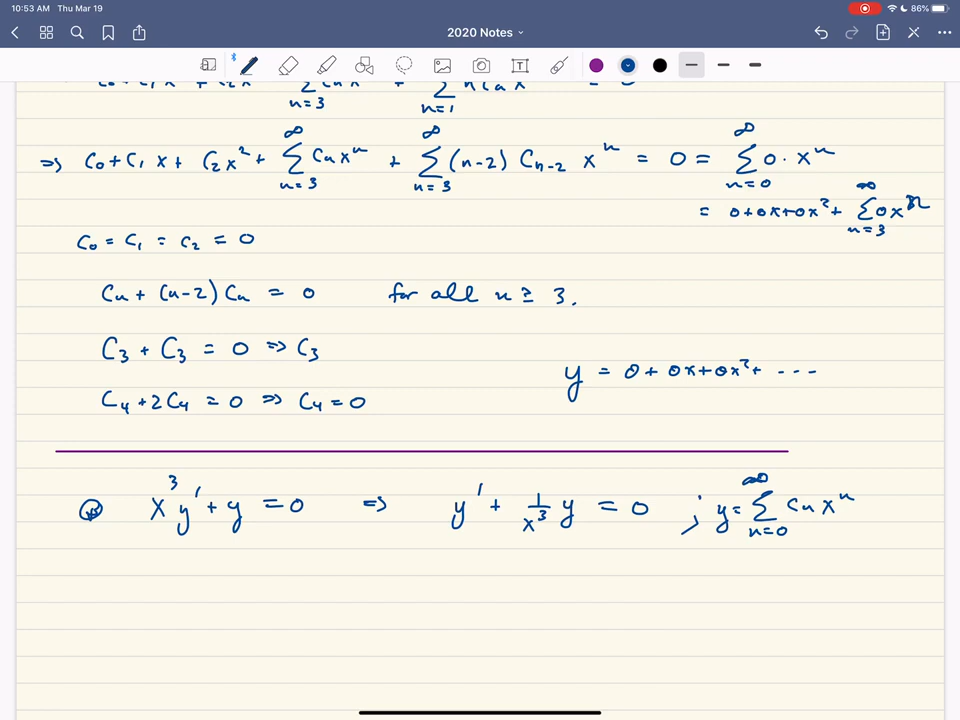 10:53 AM Thu Mar 19
86%
2020 Notes
⇒ C₀ + C₁x + C₂x² + ∑_{n=3}^{∞} Cₙxⁿ + ∑_{n=3}^{∞} (n-2) Cₙ₋₂ xⁿ = 0 = ∑_{n=0}^{∞} 0·xⁿ
= 0+0x+0x²+ ∑_{n=3}^{∞} 0xⁿ
C₀ = C₁ = C₂ = 0
Cₙ + (n-2)Cₙ = 0 for all n ≥ 3.
C₃ + C₃ = 0 ⇒ C₃
y = 0+0x+0x²+ ---
C₄ + 2C₄ = 0 ⇒ C₄ = 0
x³y' + y = 0 ⇒ y' + 1/x³ y = 0 ; y = ∑_{n=0}^{∞} Cₙxⁿ